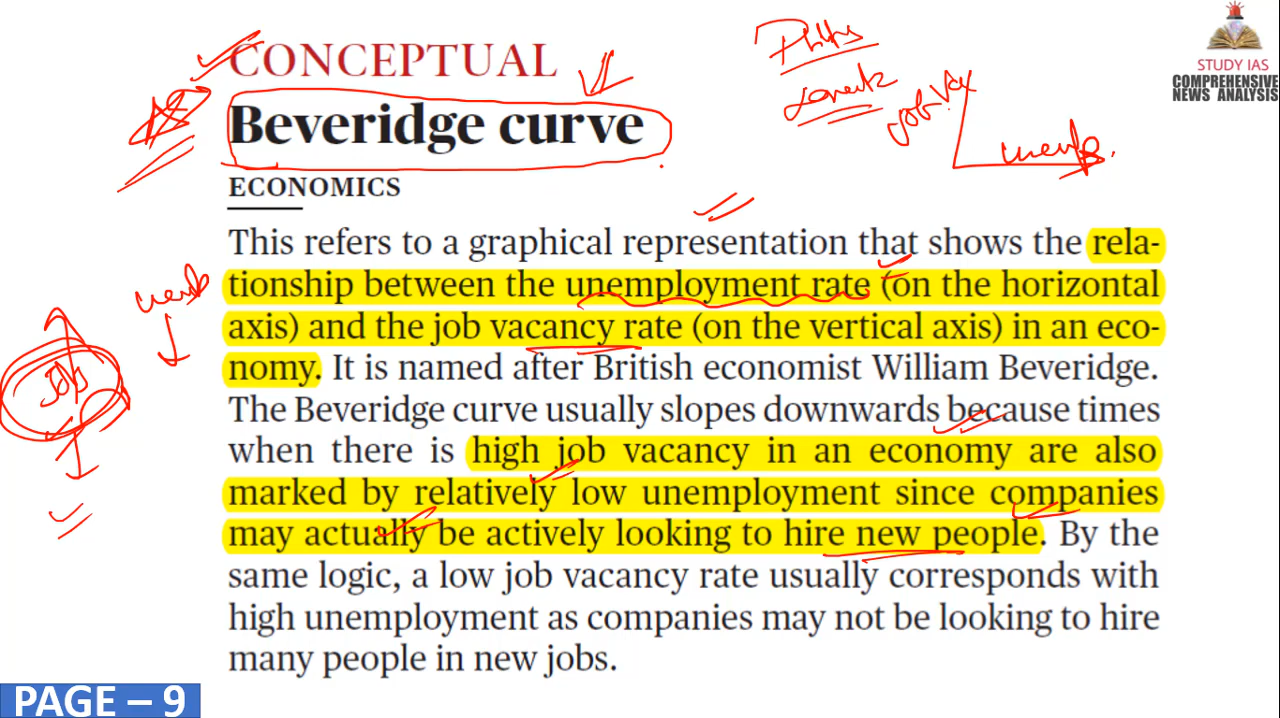 CONCEPTUAL
Beveridge curve
ECONOMICS
This refers to a graphical representation that shows the rela-
tionship between the unemployment rate (on the horizontal
axis) and the job vacancy rate (on the vertical axis) in an eco-
nomy. It is named after British economist William Beveridge.
The Beveridge curve usually slopes downwards because times
when there is high job vacancy in an economy are also
marked by relatively low unemployment since companies
may actually be actively looking to hire new people. By the
same logic, a low job vacancy rate usually corresponds with
high unemployment as companies may not be looking to hire
many people in new jobs.
Job
STUDY IAS
COMPREHENSIVE
NEWS ANALYSIS
PAGE – 9